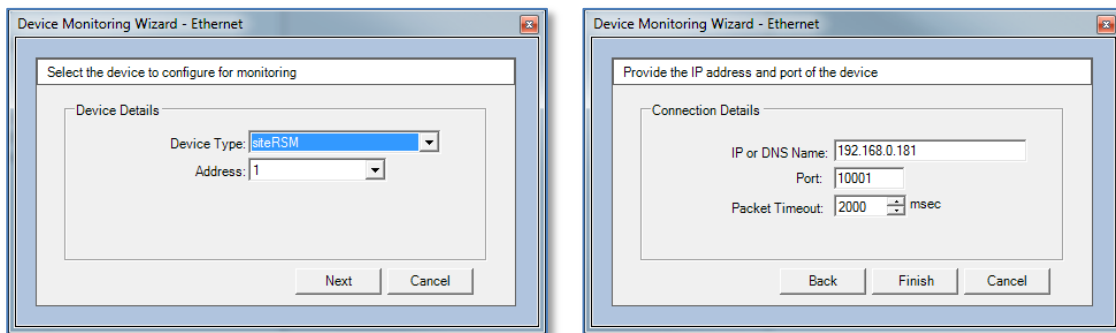 Device Monitoring Wizard - Ethernet
Select the device to configure for monitoring
Device Details
Device Type: siteRSM
Address: 1
Next Cancel
Device Monitoring Wizard - Ethernet
Provide the IP address and port of the device
Connection Details
IP or DNS Name: 192.168.0.181
Port: 10001
Packet Timeout: 2000 msec
Back Finish Cancel